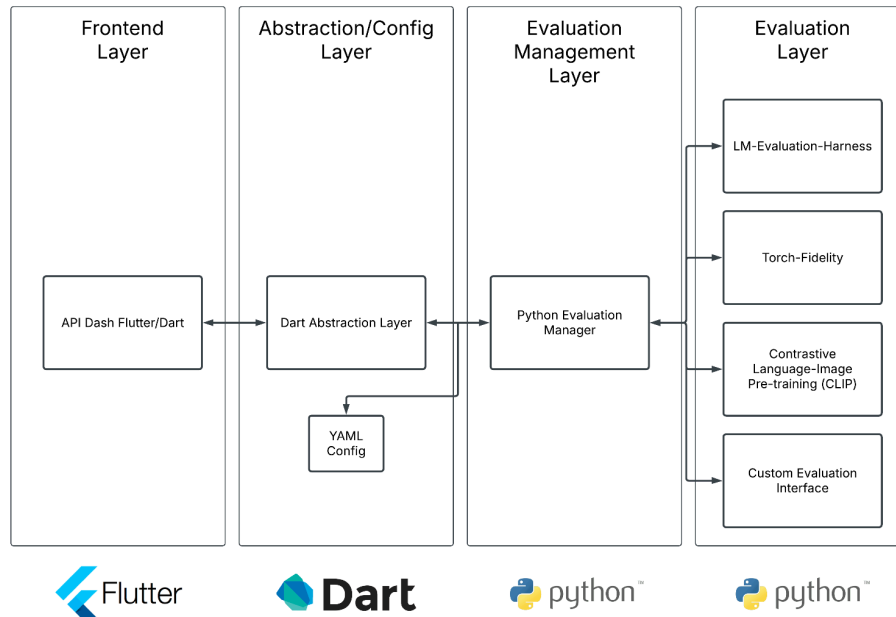 Frontend
Layer
Abstraction/Config
Layer
Evaluation
Management
Layer
Evaluation
Layer
API Dash Flutter/Dart
Dart Abstraction Layer
YAML
Config
Python Evaluation
Manager
LM-Evaluation-Harness
Torch-Fidelity
Contrastive
Language-Image
Pre-training (CLIP)
Custom Evaluation
Interface
Flutter
Dart
python™
python™